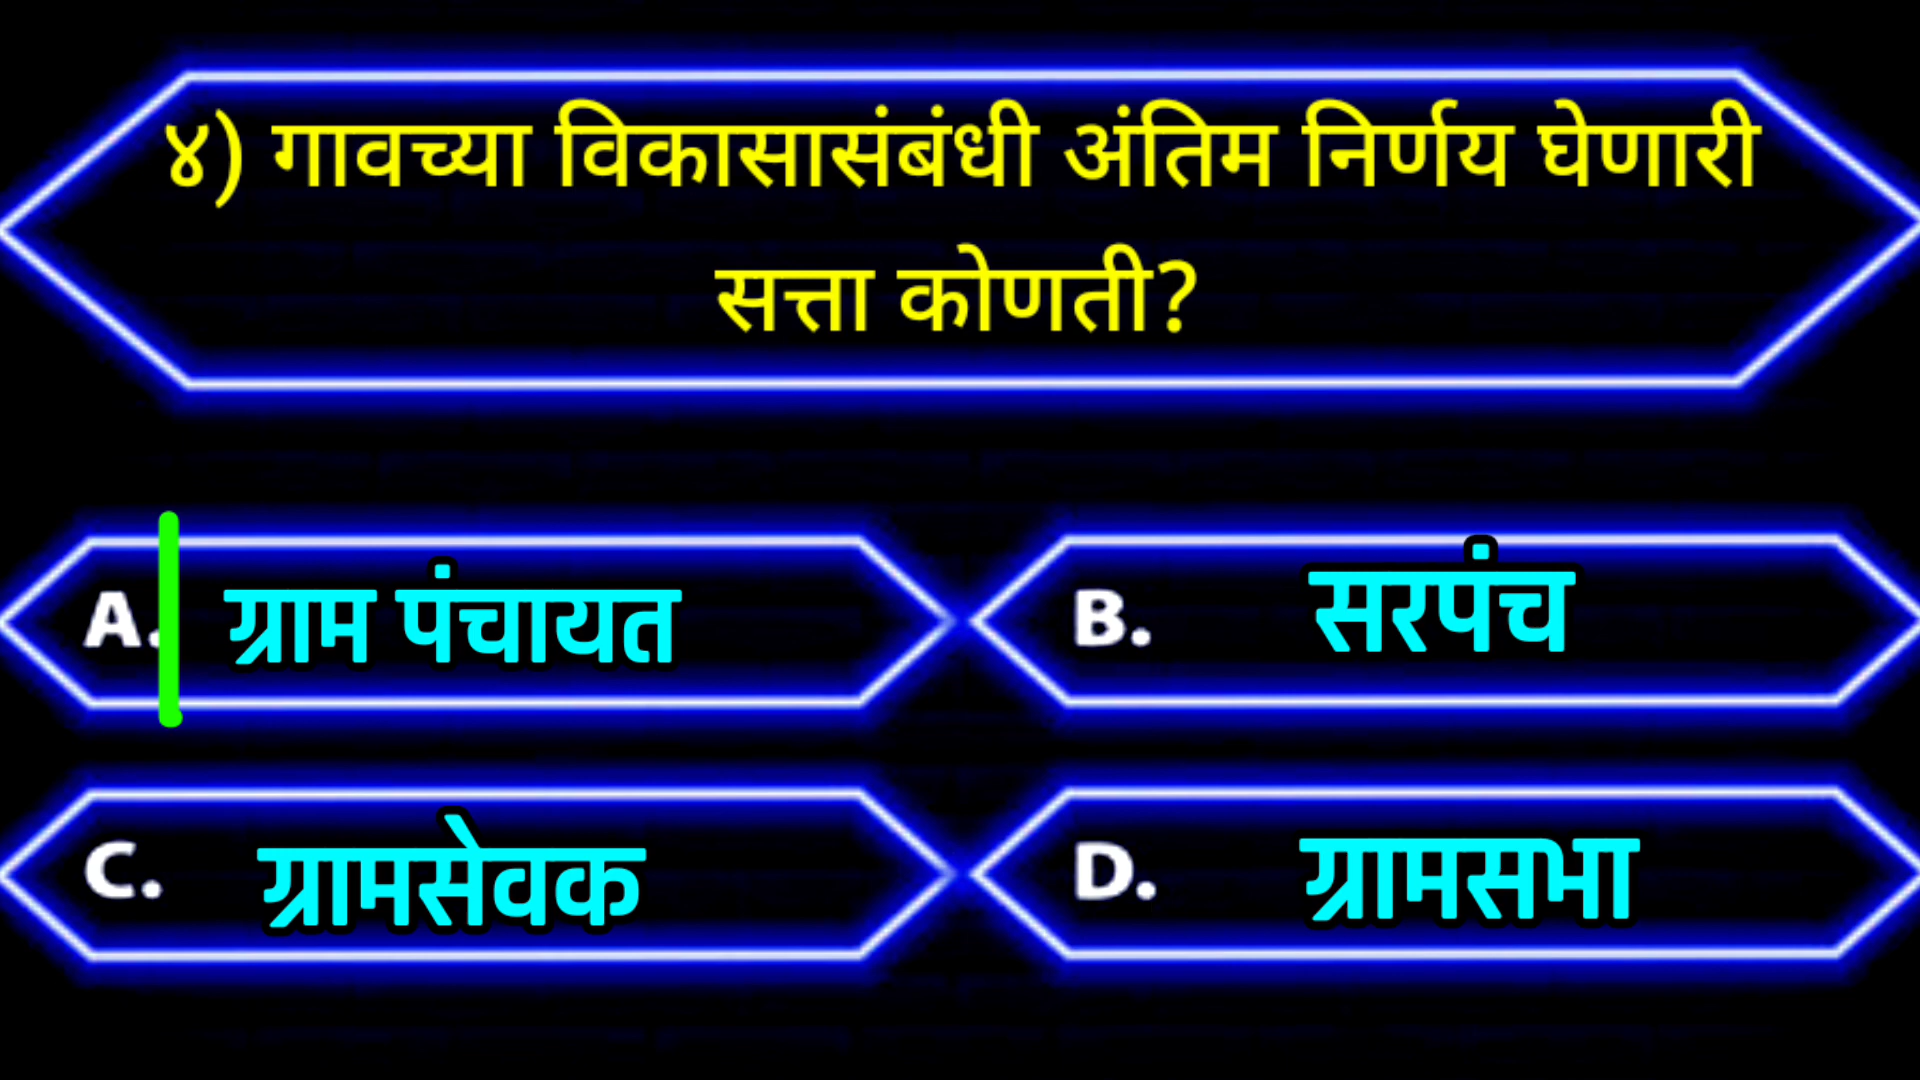 ४) गावच्या विकासासंबंधी अंतिम निर्णय घेणारी
सत्ता कोणती?
A. ग्राम पंचायत
B. सरपंच
C. ग्रामसेवक
D. ग्रामसभा